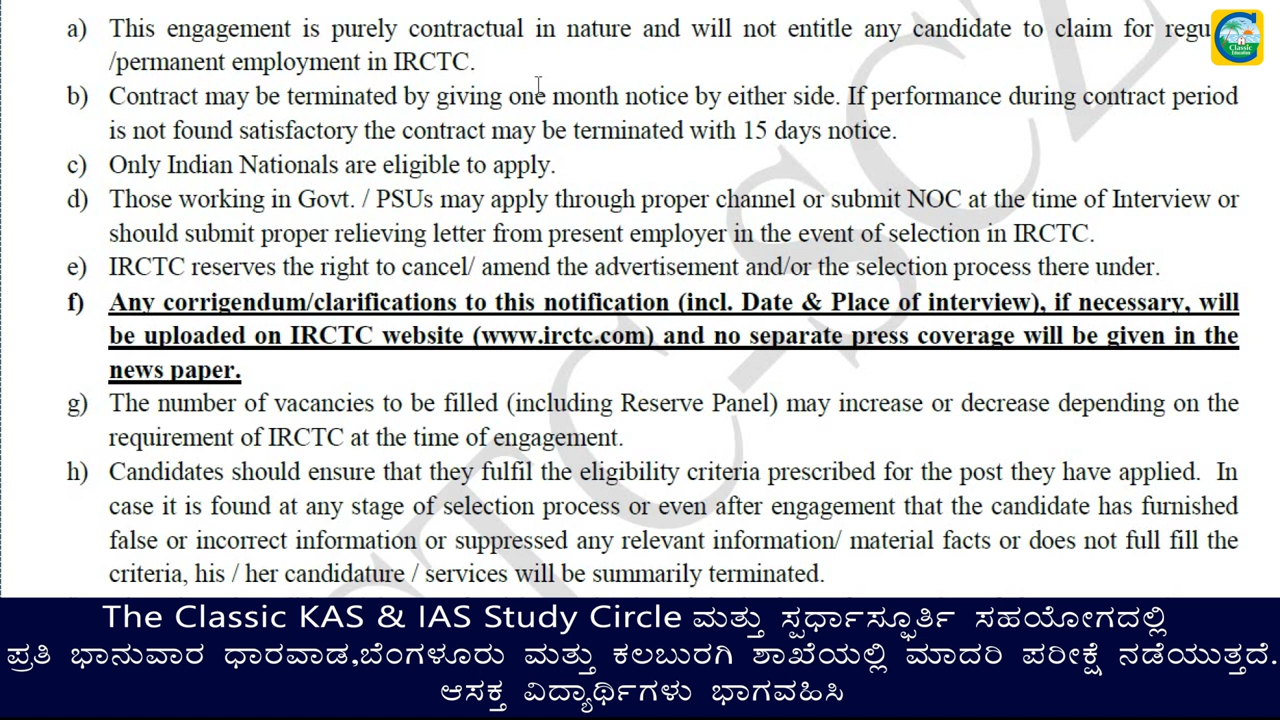 a) This engagement is purely contractual in nature and will not entitle any candidate to claim for regu
/permanent employment in IRCTC.
b) Contract may be terminated by giving one month notice by either side. If performance during contract period
is not found satisfactory the contract may be terminated with 15 days notice.
c) Only Indian Nationals are eligible to apply.
d) Those working in Govt. / PSUs may apply through proper channel or submit NOC at the time of Interview or
should submit proper relieving letter from present employer in the event of selection in IRCTC.
e) IRCTC reserves the right to cancel/ amend the advertisement and/or the selection process there under.
f) Any corrigendum/clarifications to this notification (incl. Date & Place of interview), if necessary, will
be uploaded on IRCTC website (www.irctc.com) and no separate press coverage will be given in the
news paper.
g) The number of vacancies to be filled (including Reserve Panel) may increase or decrease depending on the
requirement of IRCTC at the time of engagement.
h) Candidates should ensure that they fulfil the eligibility criteria prescribed for the post they have applied. In
case it is found at any stage of selection process or even after engagement that the candidate has furnished
false or incorrect information or suppressed any relevant information/ material facts or does not full fill the
criteria, his / her candidature / services will be summarily terminated.
Classic
Education
The Classic KAS & IAS Study Circle ಮತ್ತು ಸ್ಪರ್ಧಾಸ್ಫೂರ್ತಿ ಸಹಯೋಗದಲ್ಲಿ
ಪ್ರತಿ ಭಾನುವಾರ ಧಾರವಾಡ,ಬೆಂಗಳೂರು ಮತ್ತು ಕಲಬುರಗಿ ಶಾಖೆಯಲ್ಲಿ ಮಾದರಿ ಪರೀಕ್ಷೆ ನಡೆಯುತ್ತದೆ.
ಆಸಕ್ತ ವಿದ್ಯಾರ್ಥಿಗಳು ಭಾಗವಹಿಸಿ